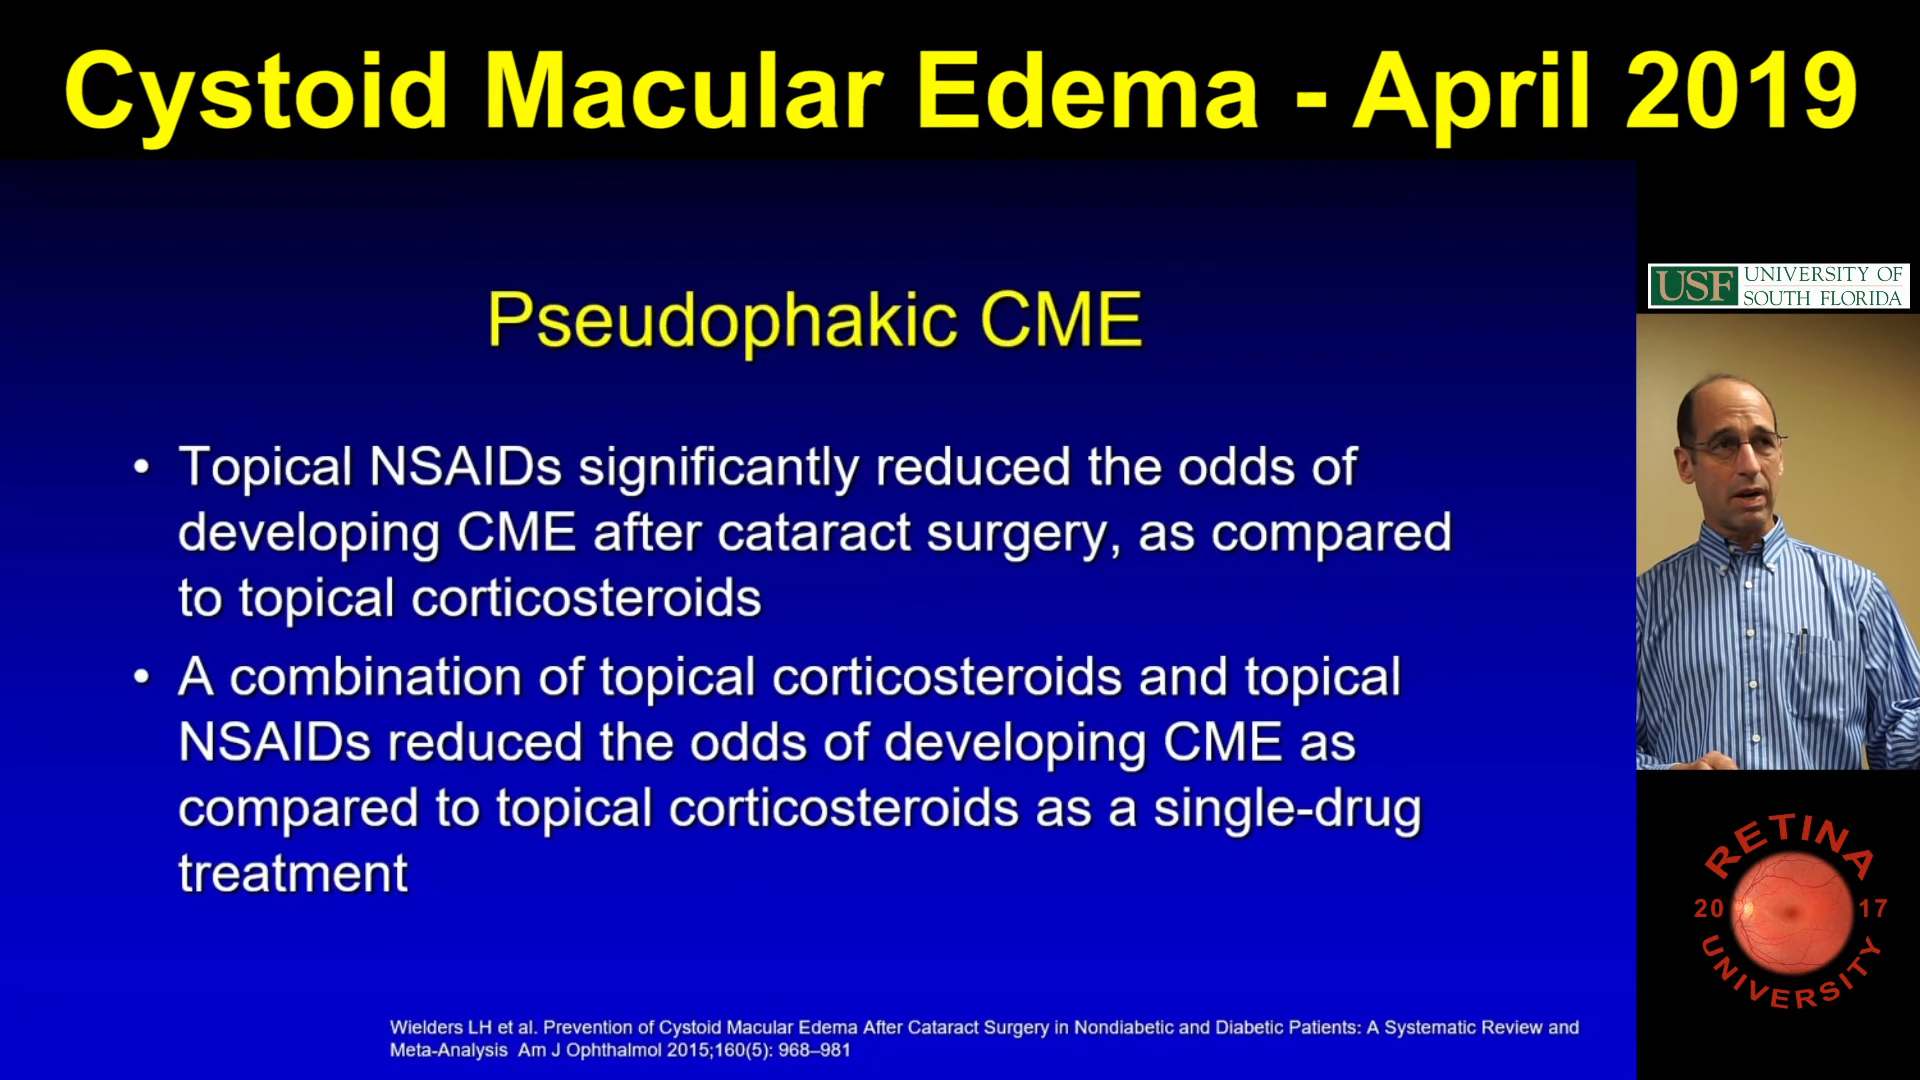 Cystoid Macular Edema - April 2019
USF UNIVERSITY OF
SOUTH FLORIDA
Pseudophakic CME
• Topical NSAIDs significantly reduced the odds of
developing CME after cataract surgery, as compared
to topical corticosteroids
• A combination of topical corticosteroids and topical
NSAIDs reduced the odds of developing CME as
compared to topical corticosteroids as a single-drug
treatment
Wielders LH et al. Prevention of Cystoid Macular Edema After Cataract Surgery in Nondiabetic and Diabetic Patients: A Systematic Review and
Meta-Analysis Am J Ophthalmol 2015;160(5): 968–981
RETINA
20 17
UNIVERSITY